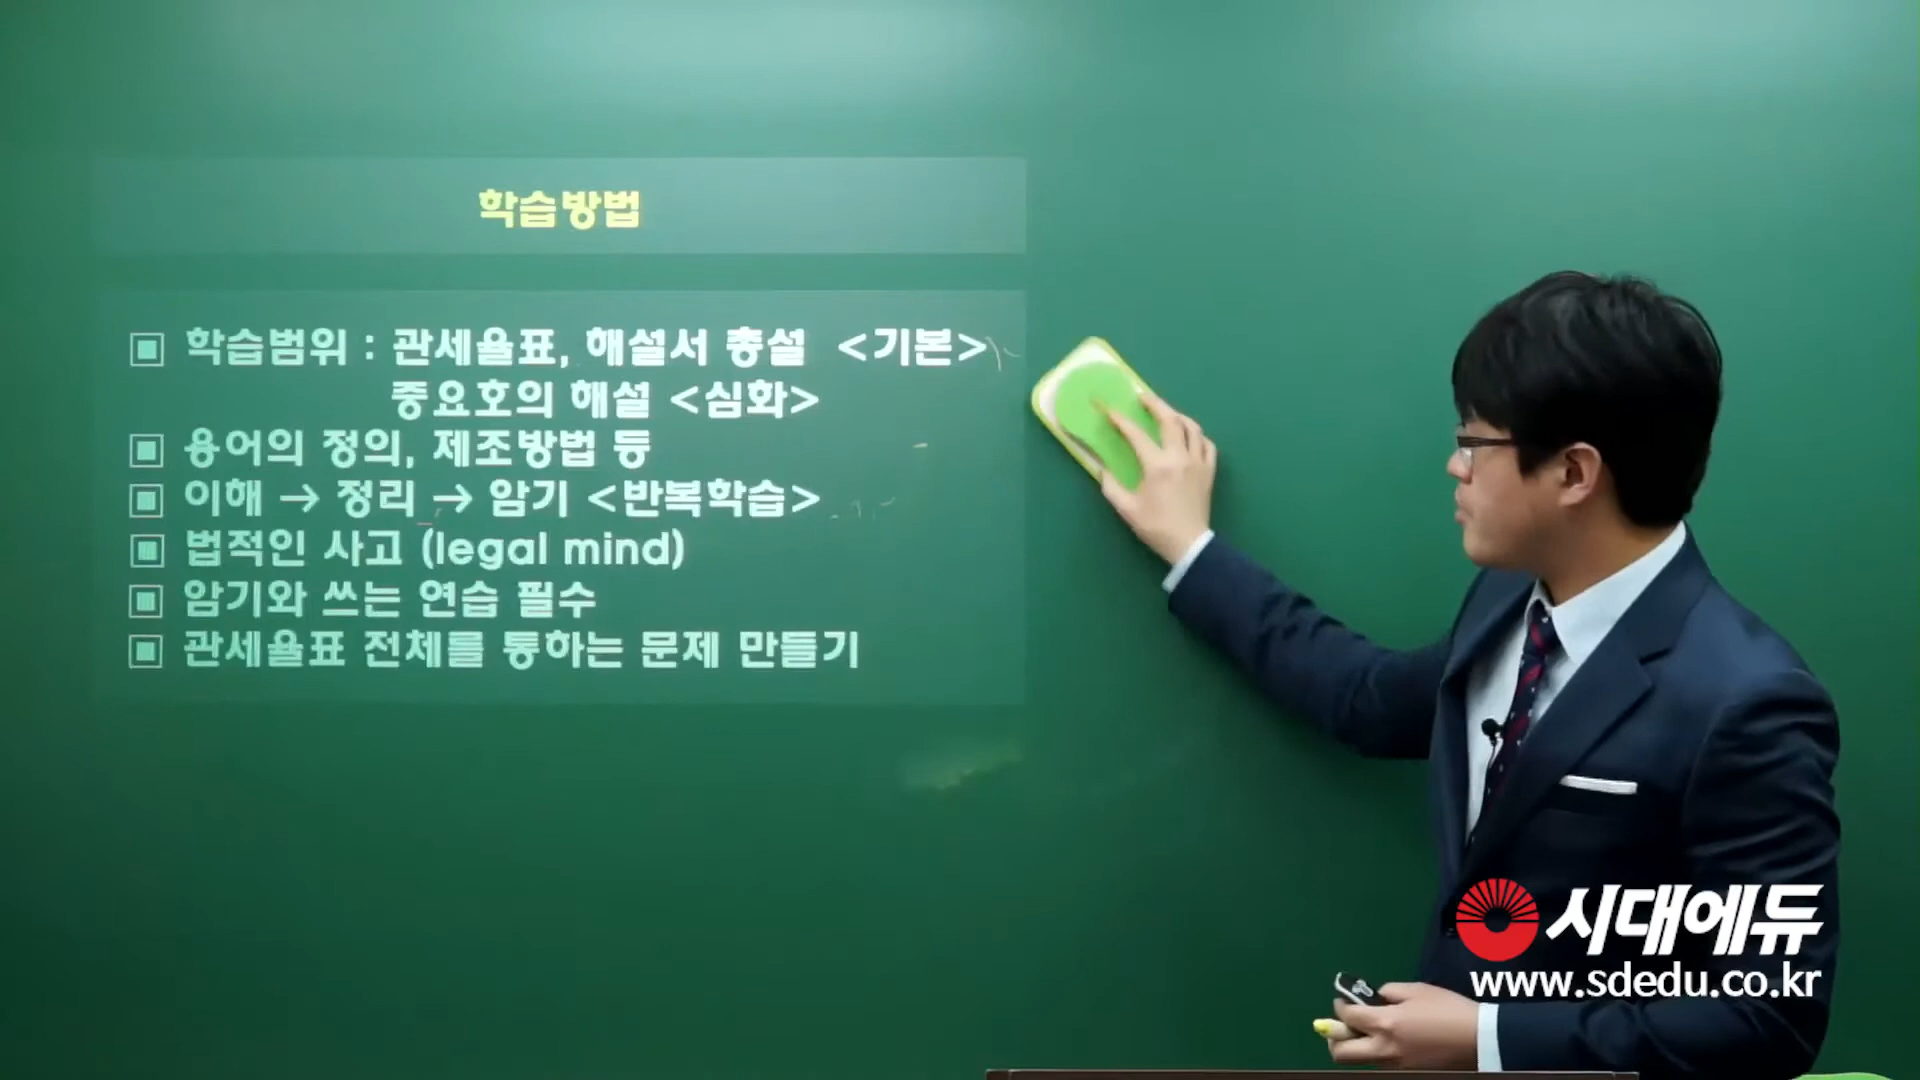 학습방법
▣ 학습범위 : 관세율표, 해설서 총설 <기본>
중요호의 해설 <심화>
▣ 용어의 정의, 제조방법 등
▣ 이해 → 정리 → 암기 <반복학습>
▣ 법적인 사고 (legal mind)
▣ 암기와 쓰는 연습 필수
▣ 관세율표 전체를 통하는 문제 만들기
시대에듀
www.sdedu.co.kr